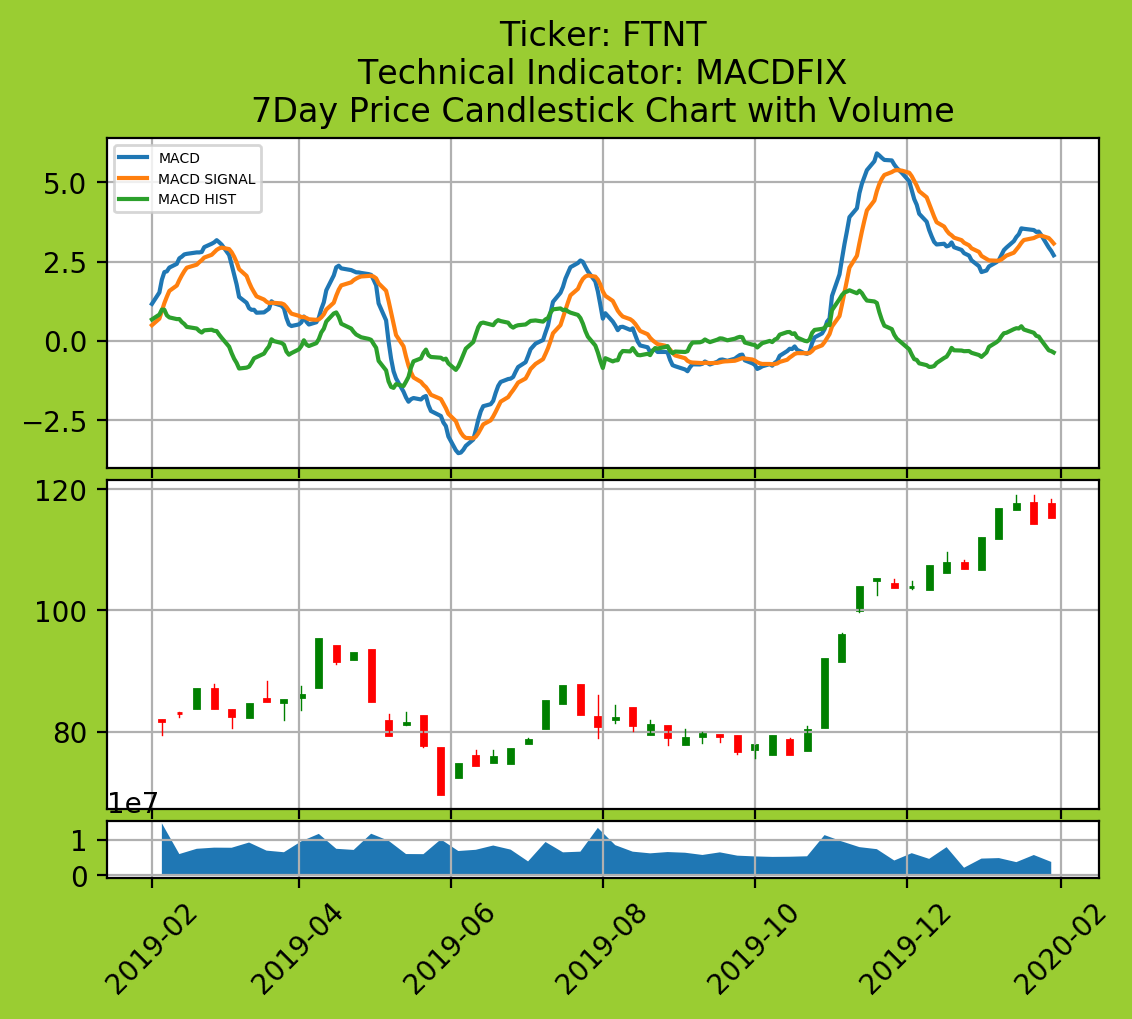 Ticker: FTNT
Technical Indicator: MACDFIX
7Day Price Candlestick Chart with Volume
MACD
MACD SIGNAL
MACD HIST
5.0
2.5
0.0
−2.5
120
100
80
1e7
1
0
2019-02
2019-04
2019-06
2019-08
2019-10
2019-12
2020-02